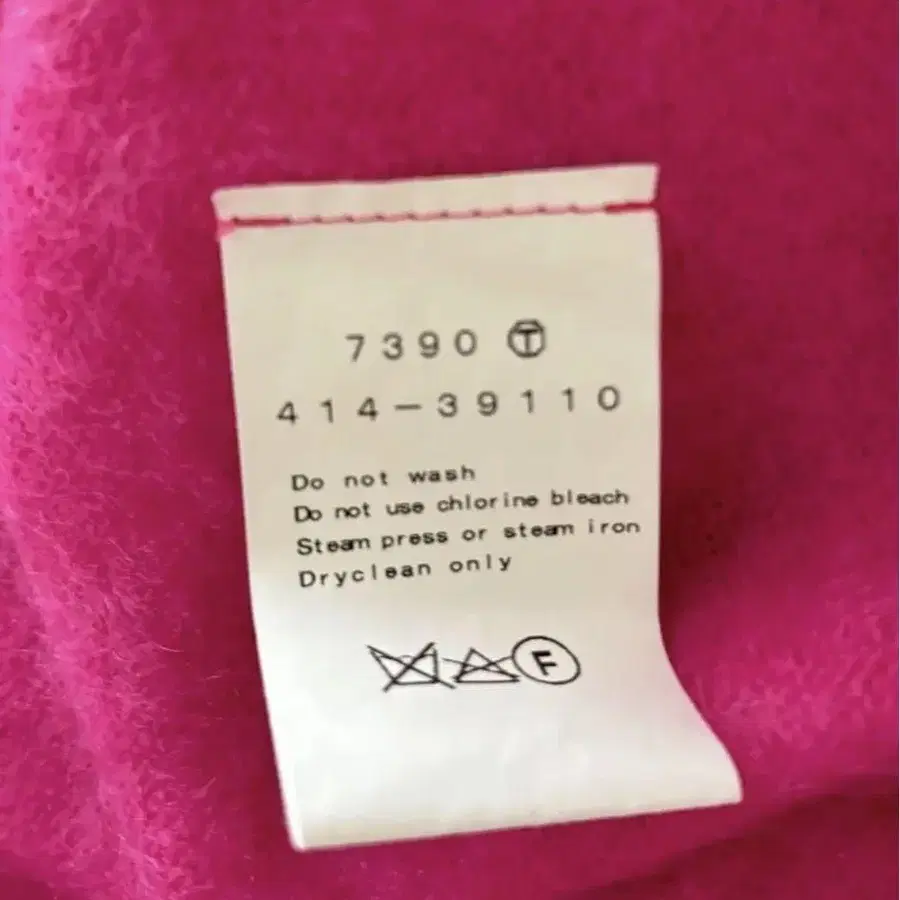 7390 Ⓣ
414-39110
Do not wash
Do not use chlorine bleach
Steam press or steam iron
Dryclean only
F